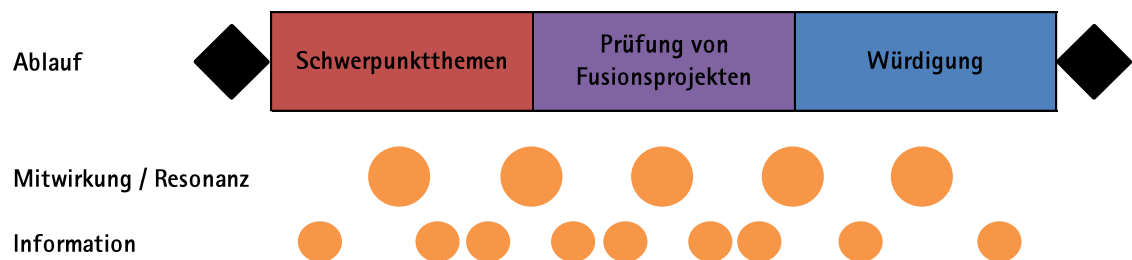 Ablauf
Schwerpunktthemen
Prüfung von
Fusionsprojekten
Würdigung
Mitwirkung / Resonanz
Information